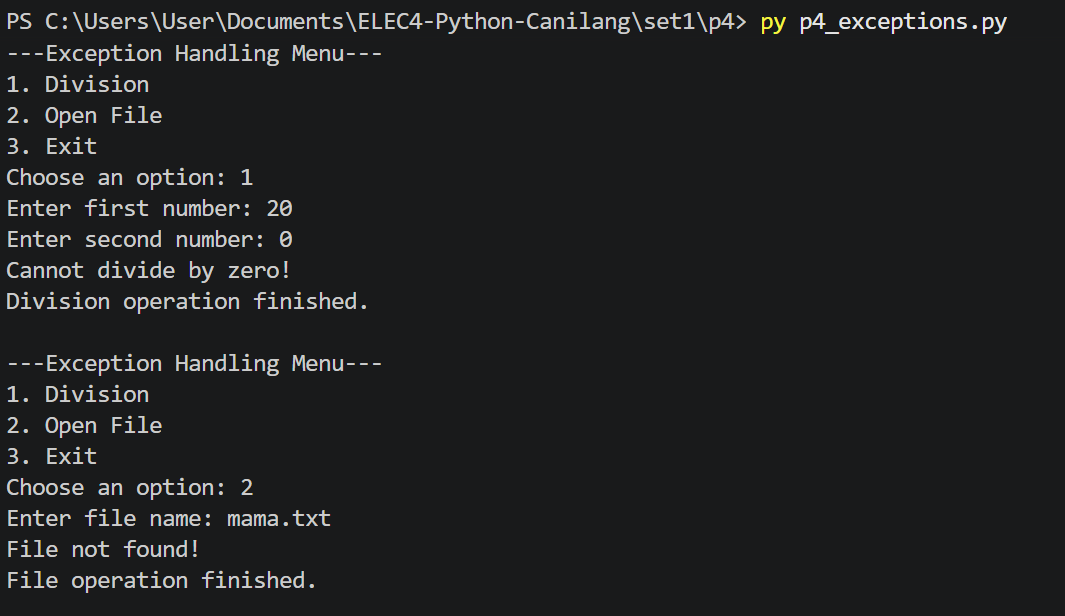 PS C:\Users\User\Documents\ELEC4-Python-Canilang\set1\p4> py p4_exceptions.py
---Exception Handling Menu---
1. Division
2. Open File
3. Exit
Choose an option: 1
Enter first number: 20
Enter second number: 0
Cannot divide by zero!
Division operation finished.

---Exception Handling Menu---
1. Division
2. Open File
3. Exit
Choose an option: 2
Enter file name: mama.txt
File not found!
File operation finished.